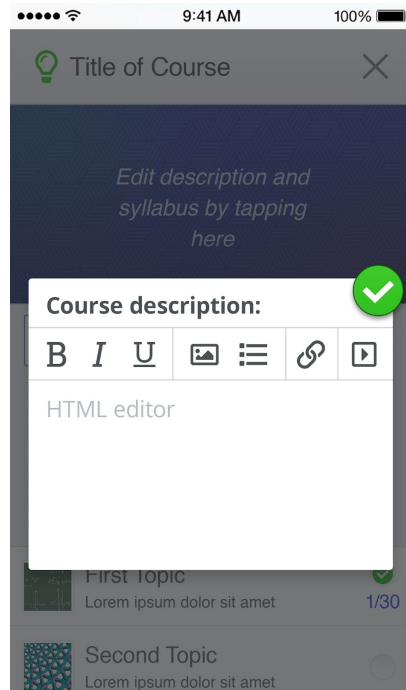 9:41 AM
100%
Title of Course
Edit description and
syllabus by tapping
here
Course description:
B I U
HTML editor
First Topic
Lorem ipsum dolor sit amet
1/30
Second Topic
Lorem ipsum dolor sit amet